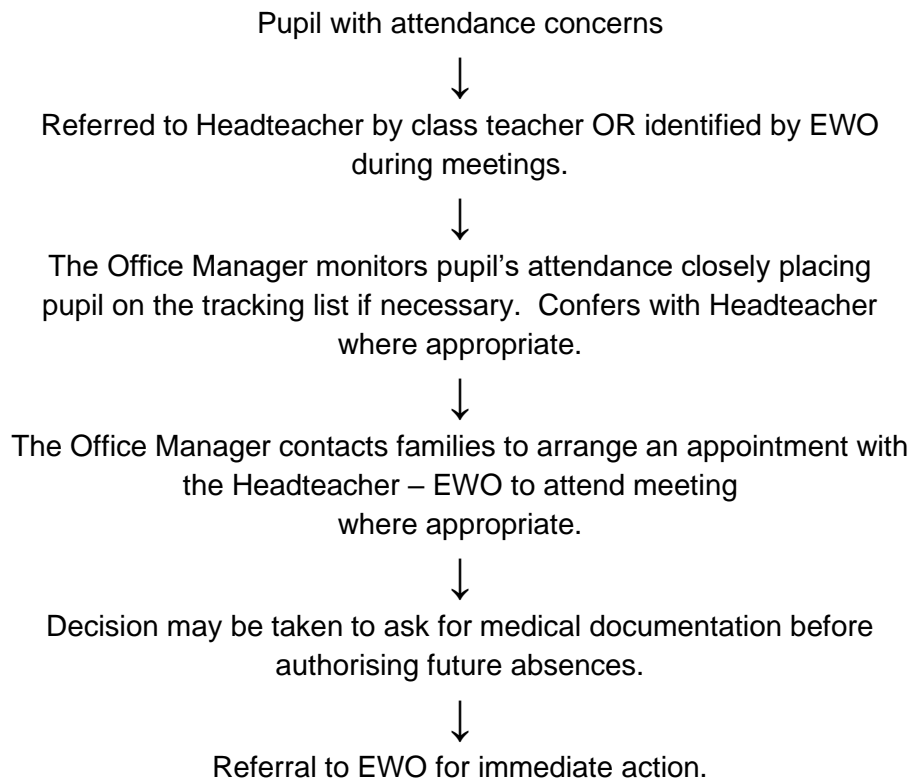 Pupil with attendance concerns
↓
Referred to Headteacher by class teacher OR identified by EWO
during meetings.
↓
The Office Manager monitors pupil’s attendance closely placing
pupil on the tracking list if necessary.  Confers with Headteacher
where appropriate.
↓
The Office Manager contacts families to arrange an appointment with
the Headteacher – EWO to attend meeting
where appropriate.
↓
Decision may be taken to ask for medical documentation before
authorising future absences.
↓
Referral to EWO for immediate action.